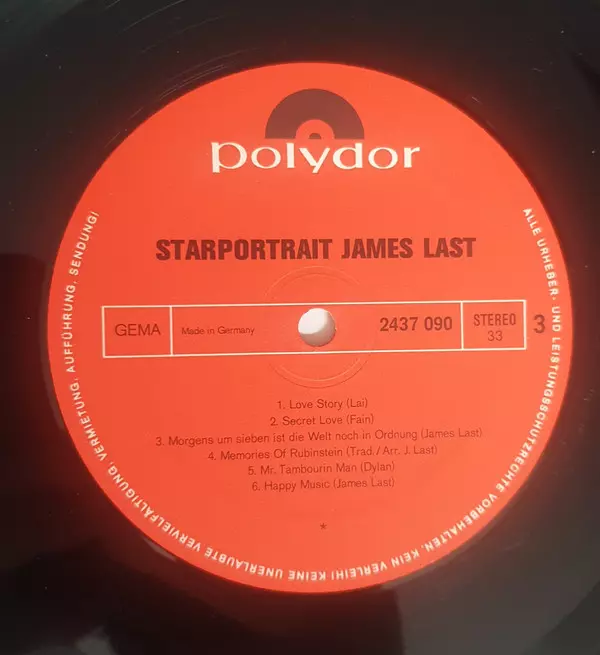 polydor
STARPORTRAIT JAMES LAST
GEMA
Made in Germany
2437 090
STEREO
33
3
1. Love Story (Lai)
2. Secret Love (Fain)
3. Morgens um sieben ist die Welt noch in Ordnung (James Last)
4. Memories Of Rubinstein (Trad. / Arr. J. Last)
5. Mr. Tambourin Man (Dylan)
6. Happy Music (James Last)
*
ALLE URHEBER- UND LEISTUNGSSCHUTZRECHTE VORBEHALTEN. KEIN VERLEIH! KEINE UNERLAUBTE VERVIELFÄLTIGUNG, VERMIETUNG, AUFFÜHRUNG, SENDUNG!